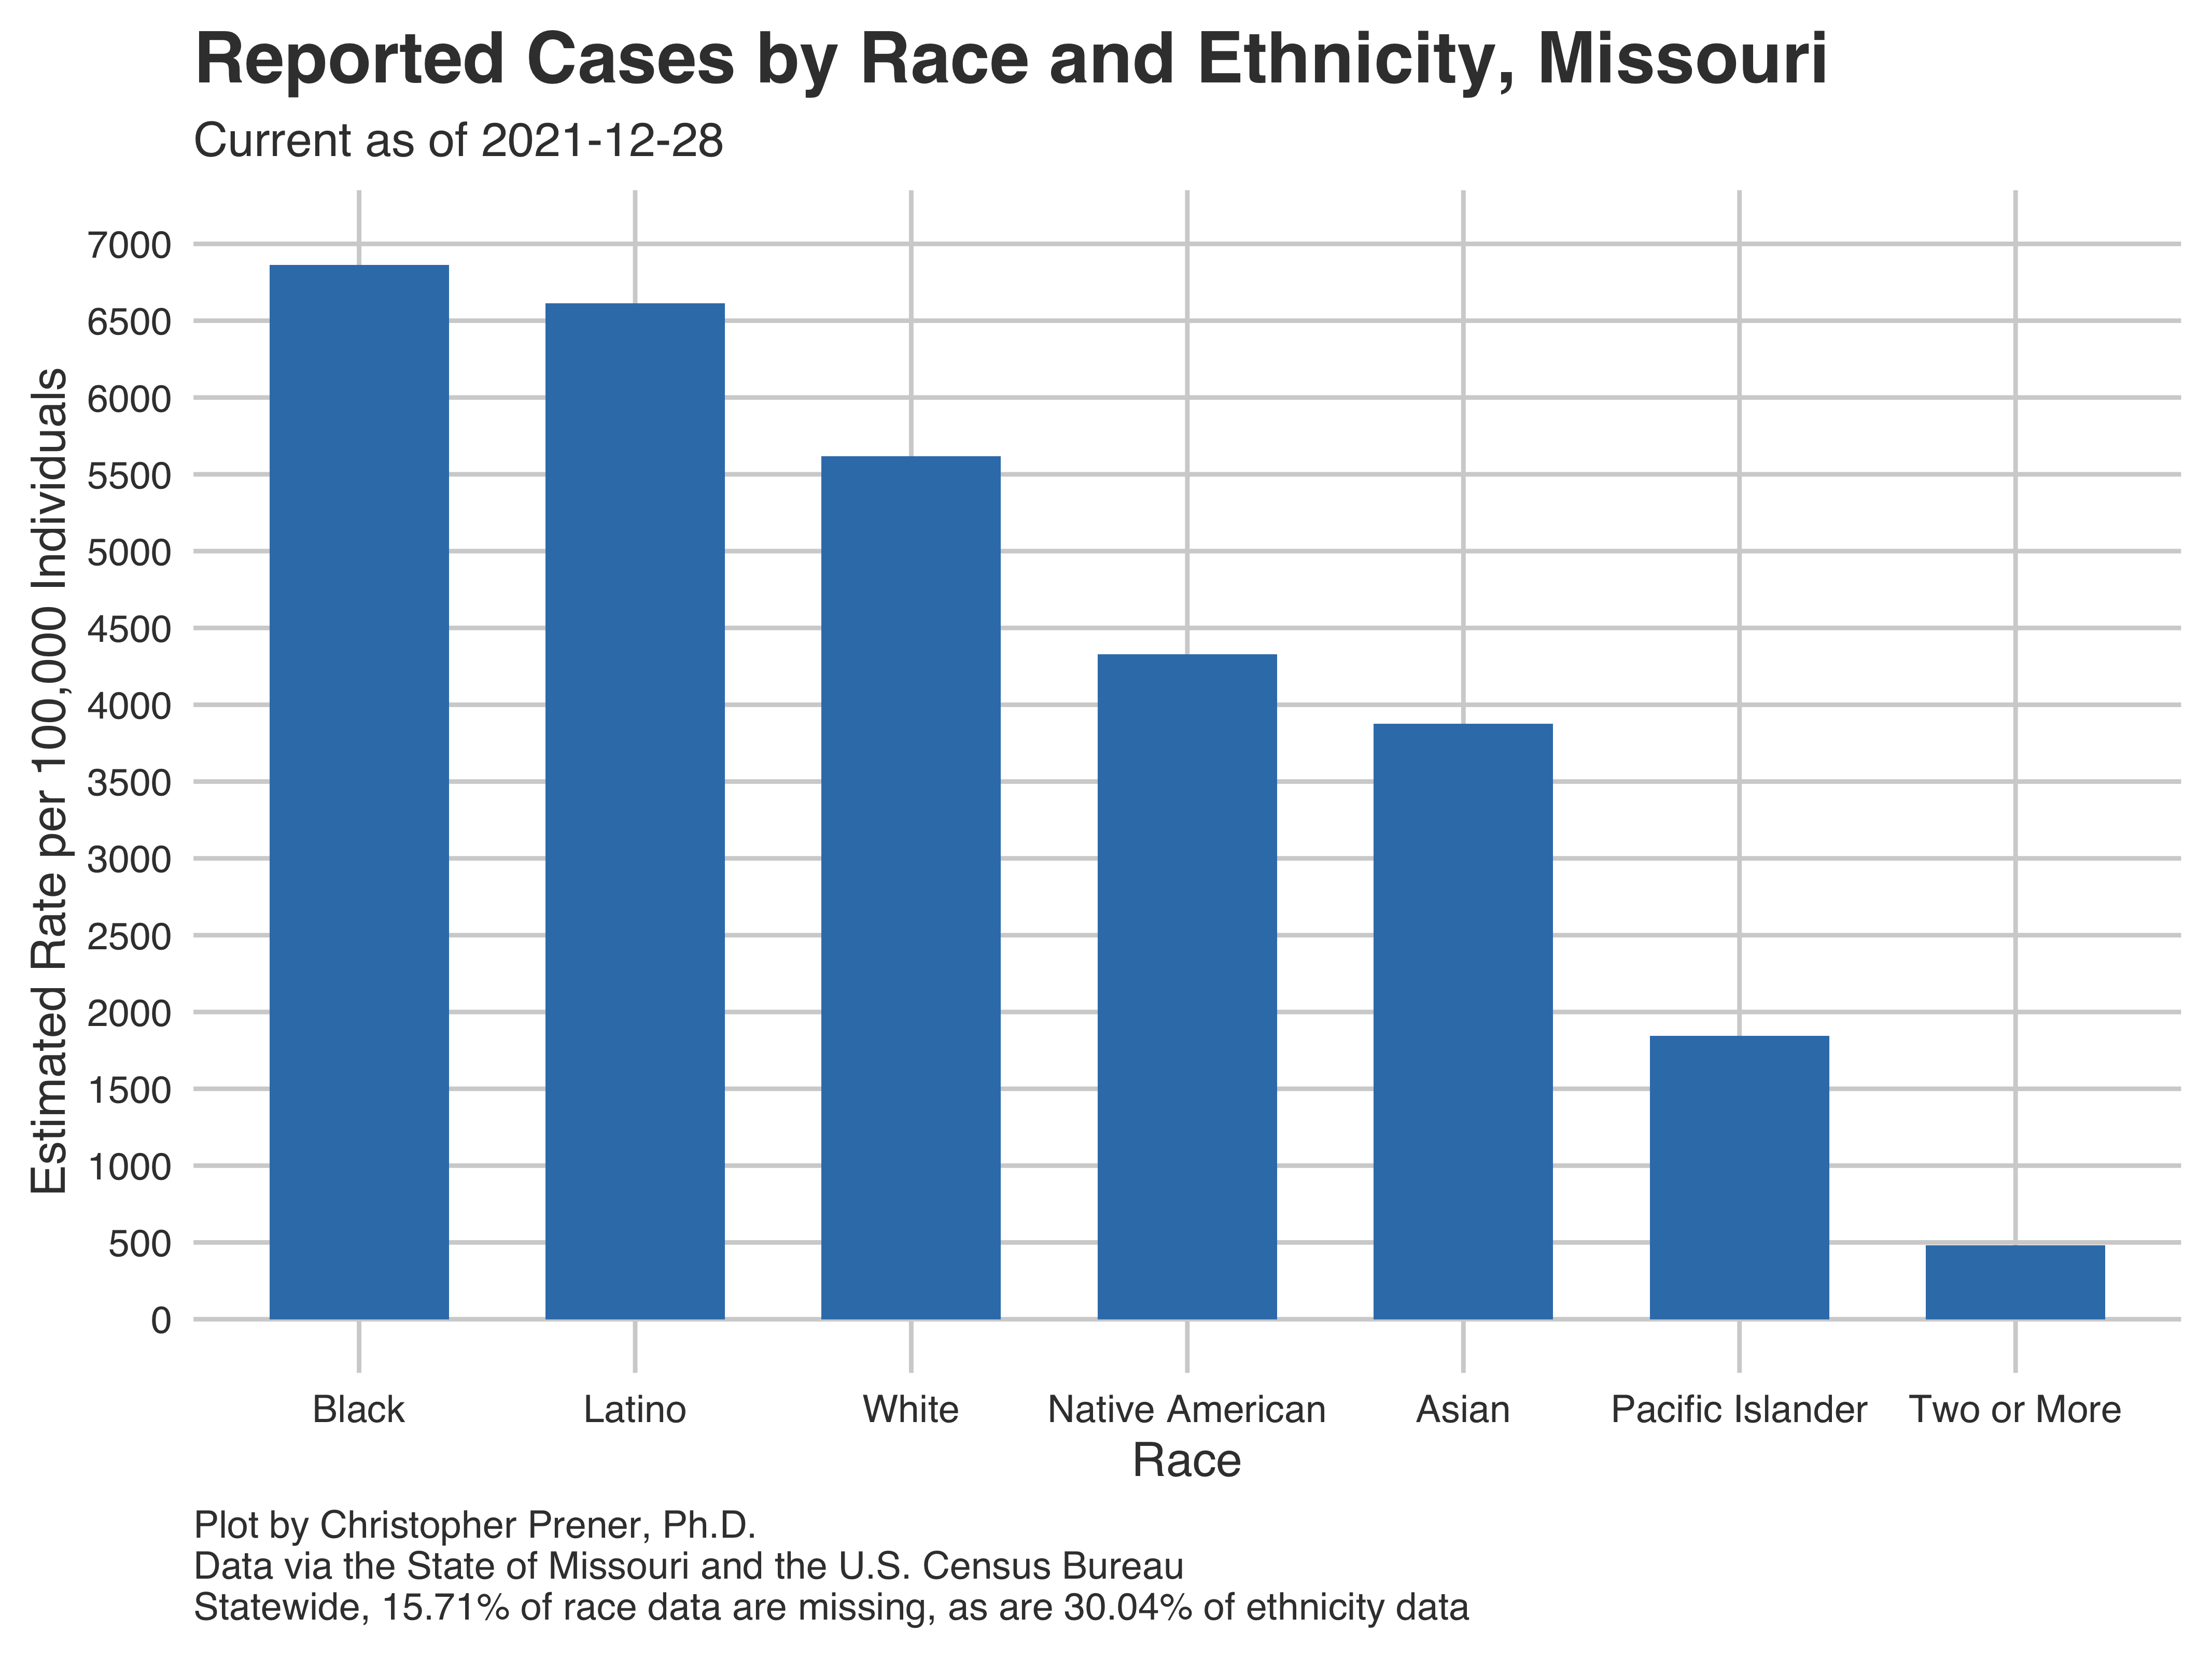 Reported Cases by Race and Ethnicity, Missouri
Current as of 2021-12-28
Estimated Rate per 100,000 Individuals
7000
6500
6000
5500
5000
4500
4000
3500
3000
2500
2000
1500
1000
500
0
Black Latino White Native American Asian Pacific Islander Two or More
Race
Plot by Christopher Prener, Ph.D.
Data via the State of Missouri and the U.S. Census Bureau
Statewide, 15.71% of race data are missing, as are 30.04% of ethnicity data